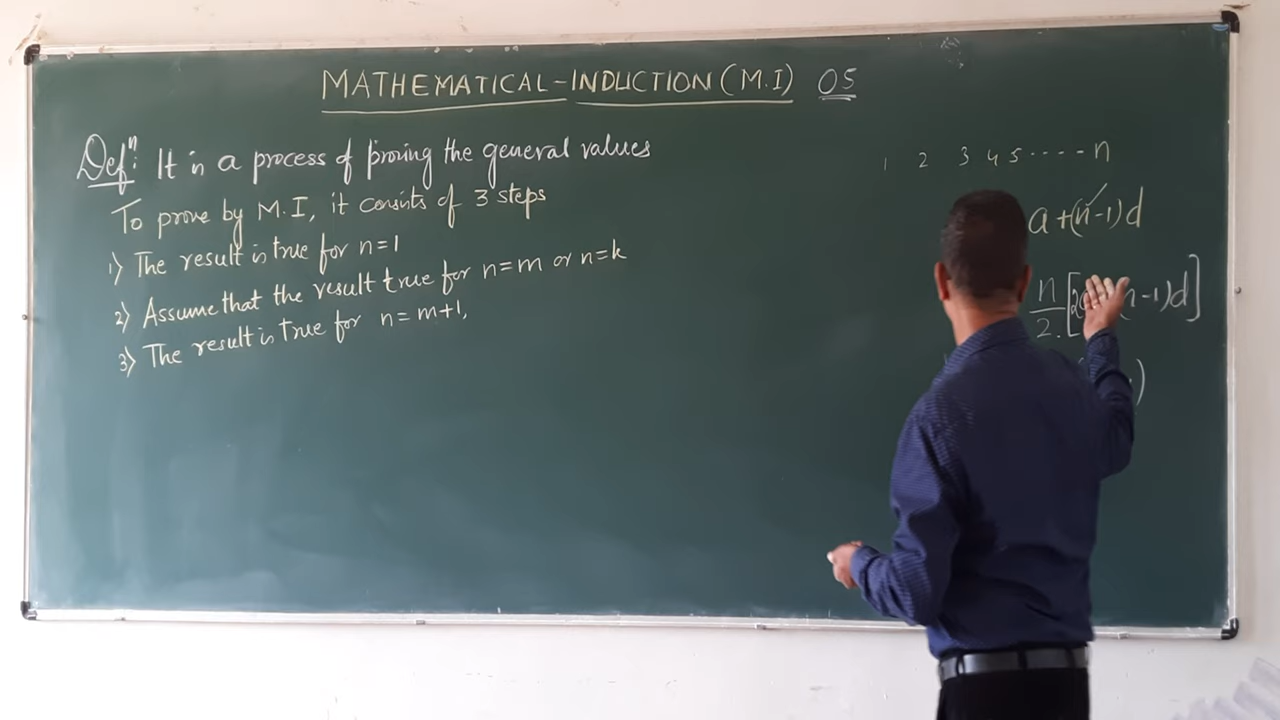 MATHEMATICAL-INDUCTION (M.I) 05
Defⁿ: It is a process of proving the general values
To prove by M.I, it consists of 3 steps
1) The result is true for n=1
2) Assume that the result true for n=m or n=k
3) The result is true for n=m+1,
1 2 3 4 5 ····· n
a+(n-1)d
n/2. [2 n-1)d]
)